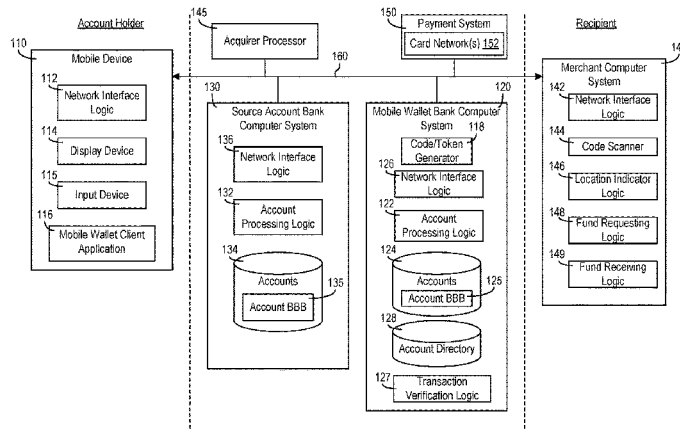 Account Holder
110
Mobile Device
112
Network Interface
Logic
114
Display Device
115
Input Device
116
Mobile Wallet Client
Application
145
Acquirer Processor
150
Payment System
Card Network(s) 152
160
130
Source Account Bank
Computer System
136
Network Interface
Logic
132
Account
Processing Logic
134
Accounts
135
Account BBB
120
Mobile Wallet Bank Computer
System
118
Code/Token
Generator
126
Network Interface
Logic
122
Account
Processing Logic
124
Accounts
125
Account BBB
128
Account Directory
127
Transaction
Verification Logic
Recipient
Merchant Computer
System
142
Network Interface
Logic
144
Code Scanner
146
Location Indicator
Logic
148
Fund Requesting
Logic
149
Fund Receiving
Logic